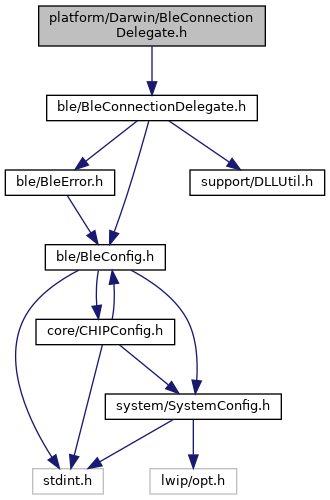 platform/Darwin/BleConnection
Delegate.h
ble/BleConnectionDelegate.h
ble/BleError.h
support/DLLUtil.h
ble/BleConfig.h
core/CHIPConfig.h
system/SystemConfig.h
stdint.h
lwip/opt.h